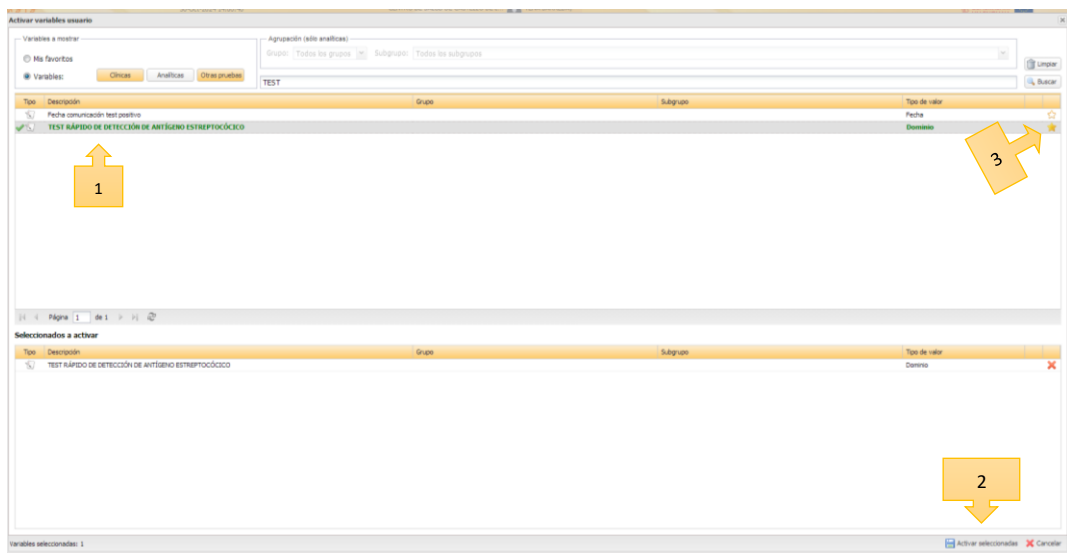 Activar variables usuario
Variables a mostrar
Agrupación (sólo analíticas)
Grupo: Todos los grupos Subgrupo: Todos los subgrupos
Mis favoritos
Limpiar
Variables: Clínicas Analíticas Otras pruebas
TEST
Buscar
Tipo Descripción Grupo Subgrupo Tipo de valor
Fecha comunicación test positivo Fecha
TEST RÁPIDO DE DETECCIÓN DE ANTÍGENO ESTREPTOCÓCICO Dominio
3
1
Página 1 de 1
Seleccionados a activar
Tipo Descripción Grupo Subgrupo Tipo de valor
TEST RÁPIDO DE DETECCIÓN DE ANTÍGENO ESTREPTOCÓCICO Dominio
2
Variables seleccionadas: 1 Activar seleccionadas Cancelar